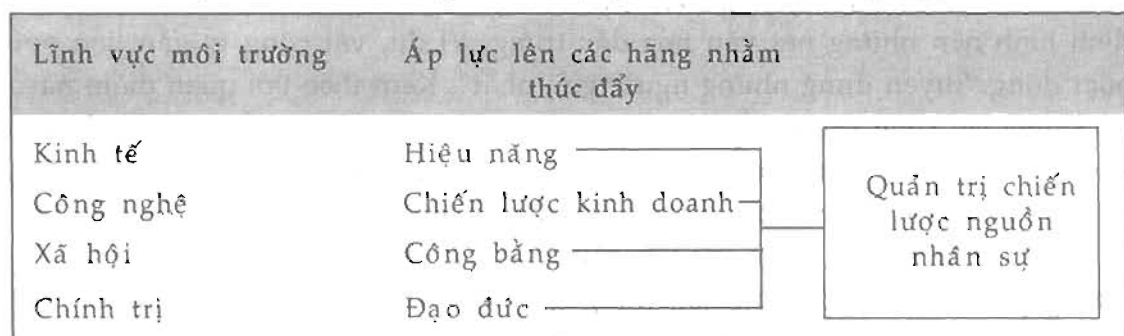 Lĩnh vực môi trường
Áp lực lên các hãng nhằm
thúc đẩy
Kinh tế
Hiệu năng
Công nghệ
Chiến lược kinh doanh
Xã hội
Công bằng
Chính trị
Đạo đức
Quản trị chiến
lược nguồn
nhân sự